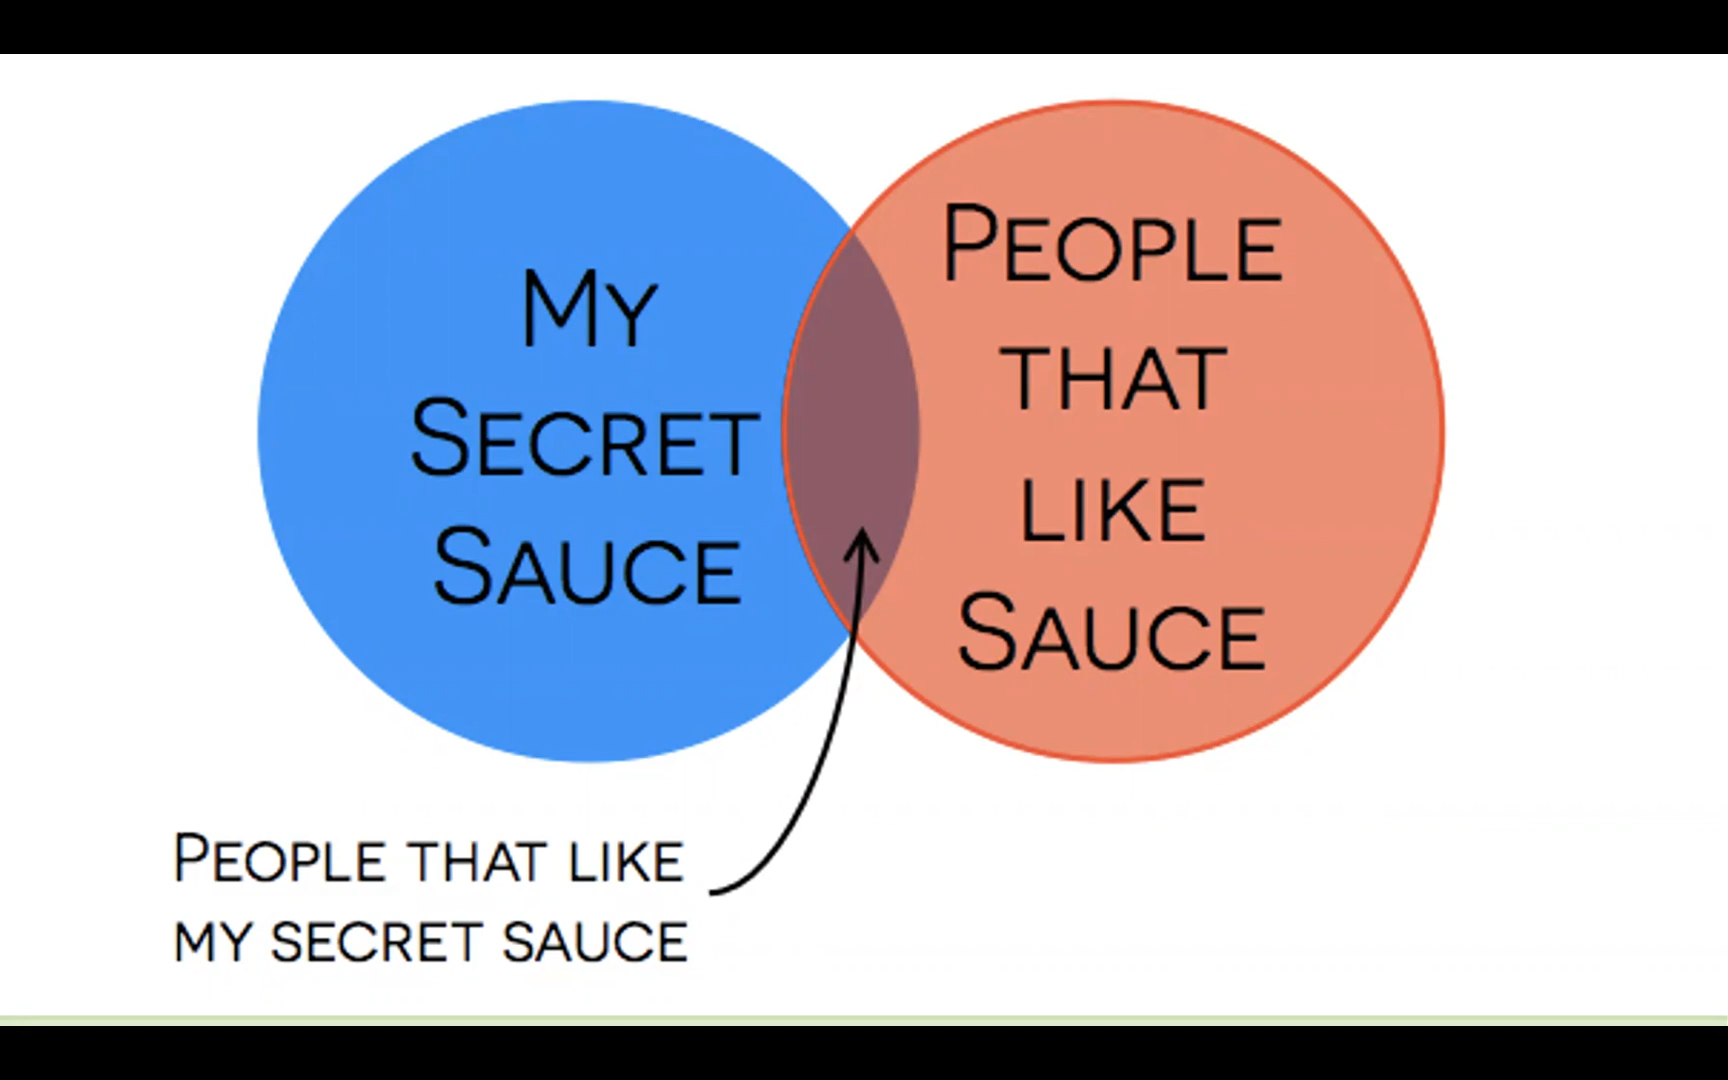 My
Secret
Sauce
People
that
like
Sauce
People that like
my secret sauce